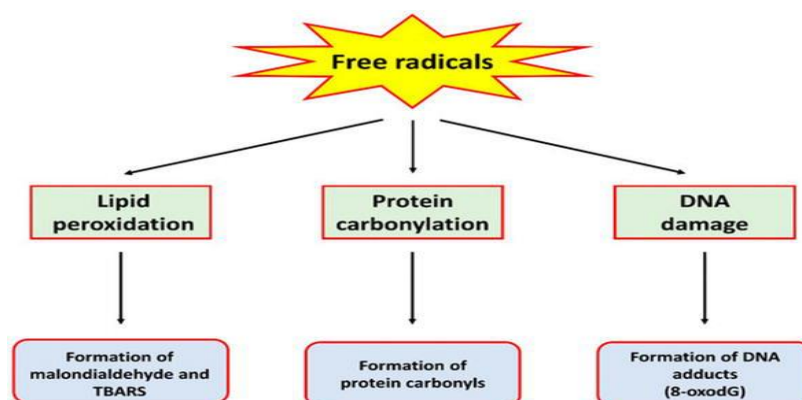 Free radicals
Lipid
peroxidation
Protein
carbonylation
DNA
damage
Formation of
malondialdehyde and
TBARS
Formation of
protein carbonyls
Formation of DNA
adducts
(8-oxodG)